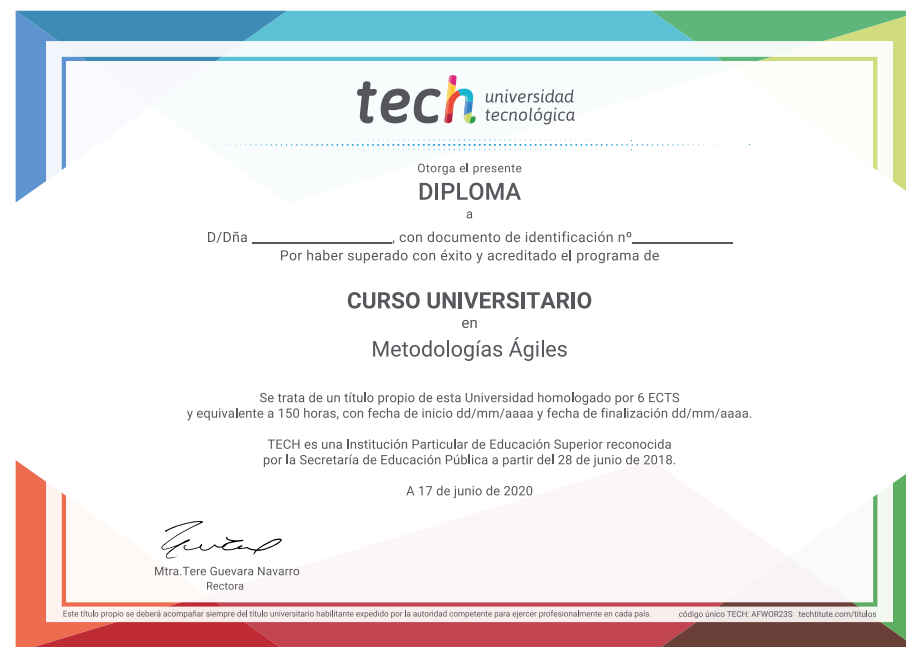 tech universidad
tecnológica
Otorga el presente
DIPLOMA
a
D/Dña ____________________, con documento de identificación nº______________
Por haber superado con éxito y acreditado el programa de
CURSO UNIVERSITARIO
en
Metodologías Ágiles
Se trata de un título propio de esta Universidad homologado por 6 ECTS
y equivalente a 150 horas, con fecha de inicio dd/mm/aaaa y fecha de finalización dd/mm/aaaa.
TECH es una Institución Particular de Educación Superior reconocida
por la Secretaría de Educación Pública a partir del 28 de junio de 2018.
A 17 de junio de 2020
Mtra.Tere Guevara Navarro
Rectora
Este título propio se deberá acompañar siempre del título universitario habilitante expedido por la autoridad competente para ejercer profesionalmente en cada país. código único TECH: AFWOR23S techtitute.com/titulos